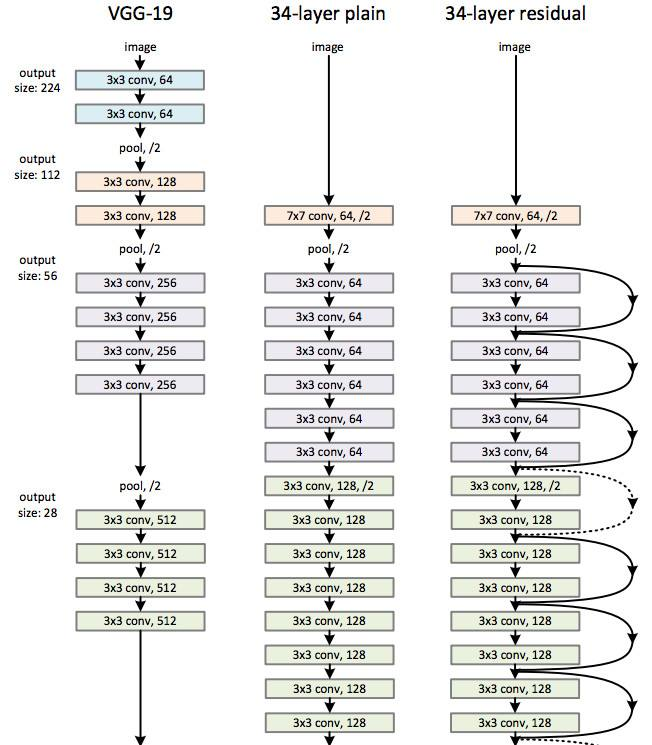 VGG-19
34-layer plain
34-layer residual
image
image
image
output
size: 224
3x3 conv, 64
3x3 conv, 64
pool, /2
output
size: 112
3x3 conv, 128
3x3 conv, 128
7x7 conv, 64, /2
7x7 conv, 64, /2
pool, /2
pool, /2
pool, /2
output
size: 56
3x3 conv, 256
3x3 conv, 64
3x3 conv, 64
3x3 conv, 256
3x3 conv, 64
3x3 conv, 64
3x3 conv, 256
3x3 conv, 64
3x3 conv, 64
3x3 conv, 256
3x3 conv, 64
3x3 conv, 64
3x3 conv, 64
3x3 conv, 64
3x3 conv, 64
3x3 conv, 64
pool, /2
3x3 conv, 128, /2
3x3 conv, 128, /2
output
size: 28
3x3 conv, 512
3x3 conv, 128
3x3 conv, 128
3x3 conv, 512
3x3 conv, 128
3x3 conv, 128
3x3 conv, 512
3x3 conv, 128
3x3 conv, 128
3x3 conv, 512
3x3 conv, 128
3x3 conv, 128
3x3 conv, 128
3x3 conv, 128
3x3 conv, 128
3x3 conv, 128
3x3 conv, 128
3x3 conv, 128